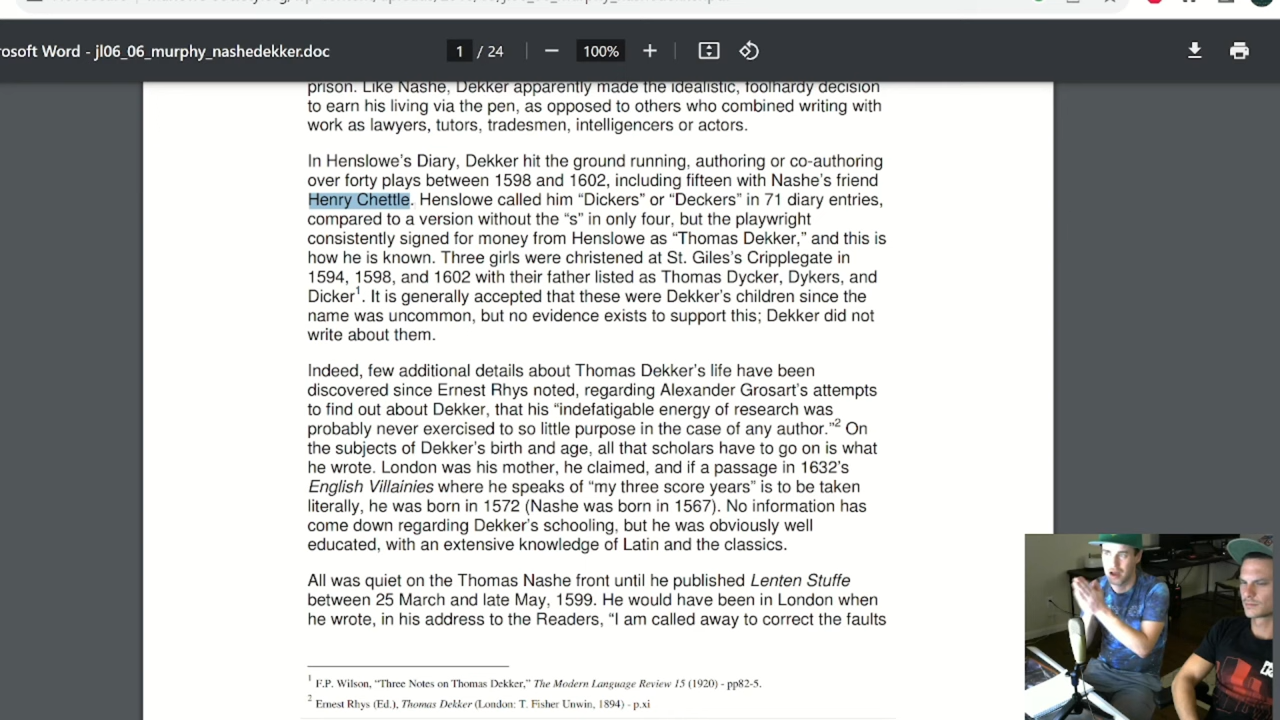 rosoft Word - jl06_06_murphy_nashedekker.doc
1 / 24
100%
prison. Like Nashe, Dekker apparently made the idealistic, foolhardy decision
to earn his living via the pen, as opposed to others who combined writing with
work as lawyers, tutors, tradesmen, intelligencers or actors.
In Henslowe's Diary, Dekker hit the ground running, authoring or co-authoring
over forty plays between 1598 and 1602, including fifteen with Nashe's friend
Henry Chettle. Henslowe called him “Dickers” or “Deckers” in 71 diary entries,
compared to a version without the “s” in only four, but the playwright
consistently signed for money from Henslowe as “Thomas Dekker,” and this is
how he is known. Three girls were christened at St. Giles's Cripplegate in
1594, 1598, and 1602 with their father listed as Thomas Dycker, Dykers, and
Dicker1. It is generally accepted that these were Dekker's children since the
name was uncommon, but no evidence exists to support this; Dekker did not
write about them.
Indeed, few additional details about Thomas Dekker's life have been
discovered since Ernest Rhys noted, regarding Alexander Grosart's attempts
to find out about Dekker, that his “indefatigable energy of research was
probably never exercised to so little purpose in the case of any author.”2 On
the subjects of Dekker's birth and age, all that scholars have to go on is what
he wrote. London was his mother, he claimed, and if a passage in 1632's
English Villainies where he speaks of “my three score years” is to be taken
literally, he was born in 1572 (Nashe was born in 1567). No information has
come down regarding Dekker's schooling, but he was obviously well
educated, with an extensive knowledge of Latin and the classics.
All was quiet on the Thomas Nashe front until he published Lenten Stuffe
between 25 March and late May, 1599. He would have been in London when
he wrote, in his address to the Readers, “I am called away to correct the faults
1 F.P. Wilson, “Three Notes on Thomas Dekker,” The Modern Language Review 15 (1920) - pp82-5.
2 Ernest Rhys (Ed.), Thomas Dekker (London: T. Fisher Unwin, 1894) - p.xi